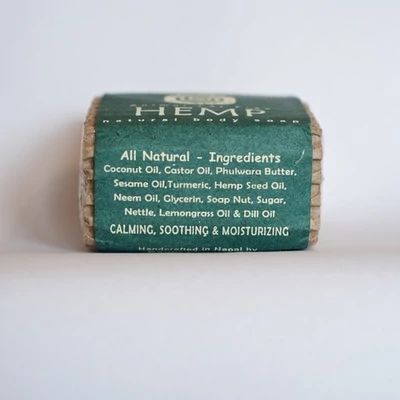 HEMP
natural body soap
All Natural - Ingredients
Coconut Oil, Castor Oil, Phulwara Butter,
Sesame Oil,Turmeric, Hemp Seed Oil,
Neem Oil, Glycerin, Soap Nut, Sugar,
Nettle, Lemongrass Oil & Dill Oil
CALMING, SOOTHING & MOISTURIZING
Handcrafted in Nepal by